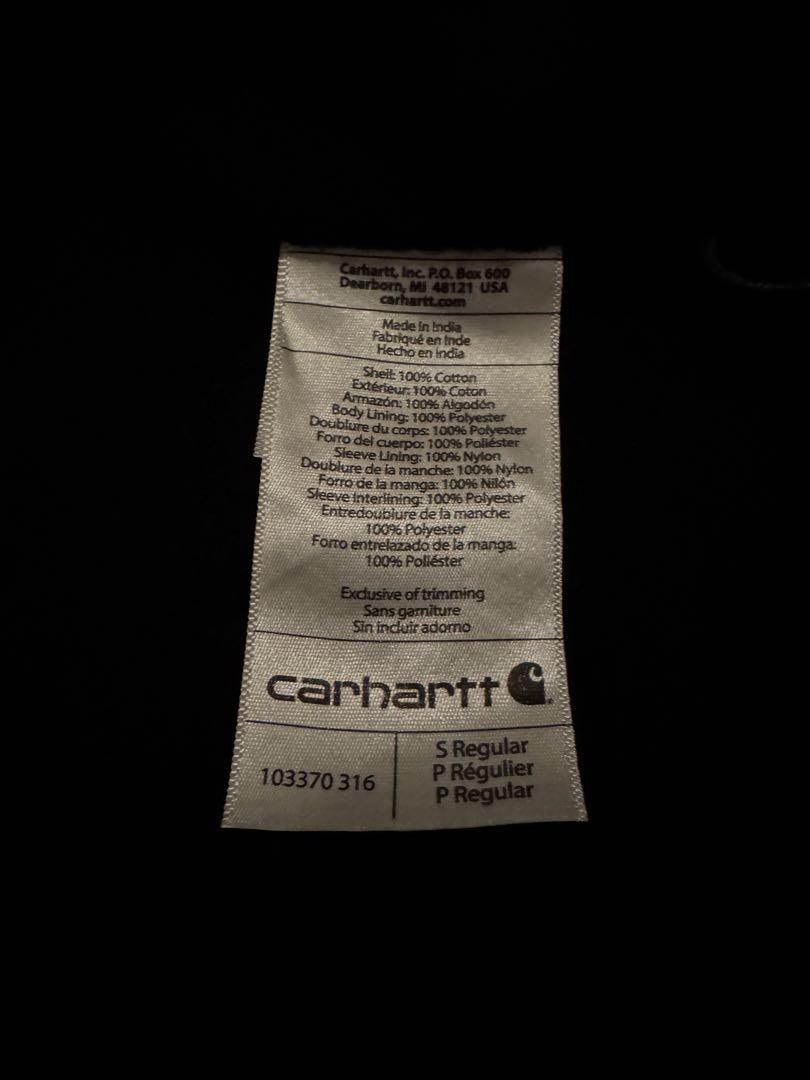 Carhartt, Inc. P.O. Box 600
Dearborn, MI 48121 USA
carhartt.com
Made in India
Fabriqué en Inde
Hecho en India
Shell: 100% Cotton
Extérieur: 100% Coton
Armazón: 100% Algodón
Body Lining: 100% Polyester
Doublure du corps: 100% Polyester
Forro del cuerpo: 100% Poliéster
Sleeve Lining: 100% Nylon
Doublure de la manche: 100% Nylon
Forro de la manga: 100% Nilón
Sleeve Interlining: 100% Polyester
Entredoublure de la manche:
100% Polyester
Forro entrelazado de la manga:
100% Poliéster
Exclusive of trimming
Sans garniture
Sin incluir adorno
carhartt
103370 316
S Regular
P Régulier
P Regular